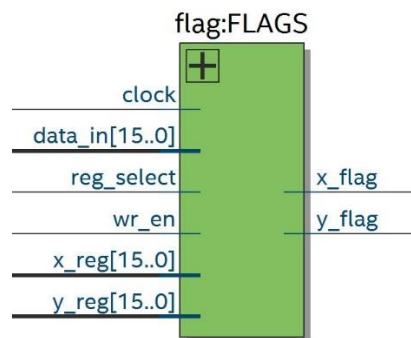 flag:FLAGS
clock
data_in[15..0]
reg_select
wr_en
x_reg[15..0]
y_reg[15..0]
x_flag
y_flag